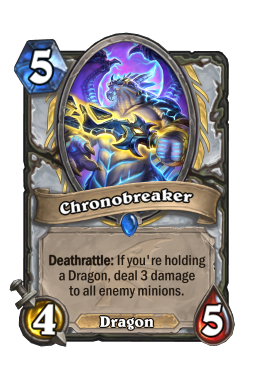 5
Chronobreaker
Deathrattle: If you're holding
a Dragon, deal 3 damage
to all enemy minions.
4
Dragon
5